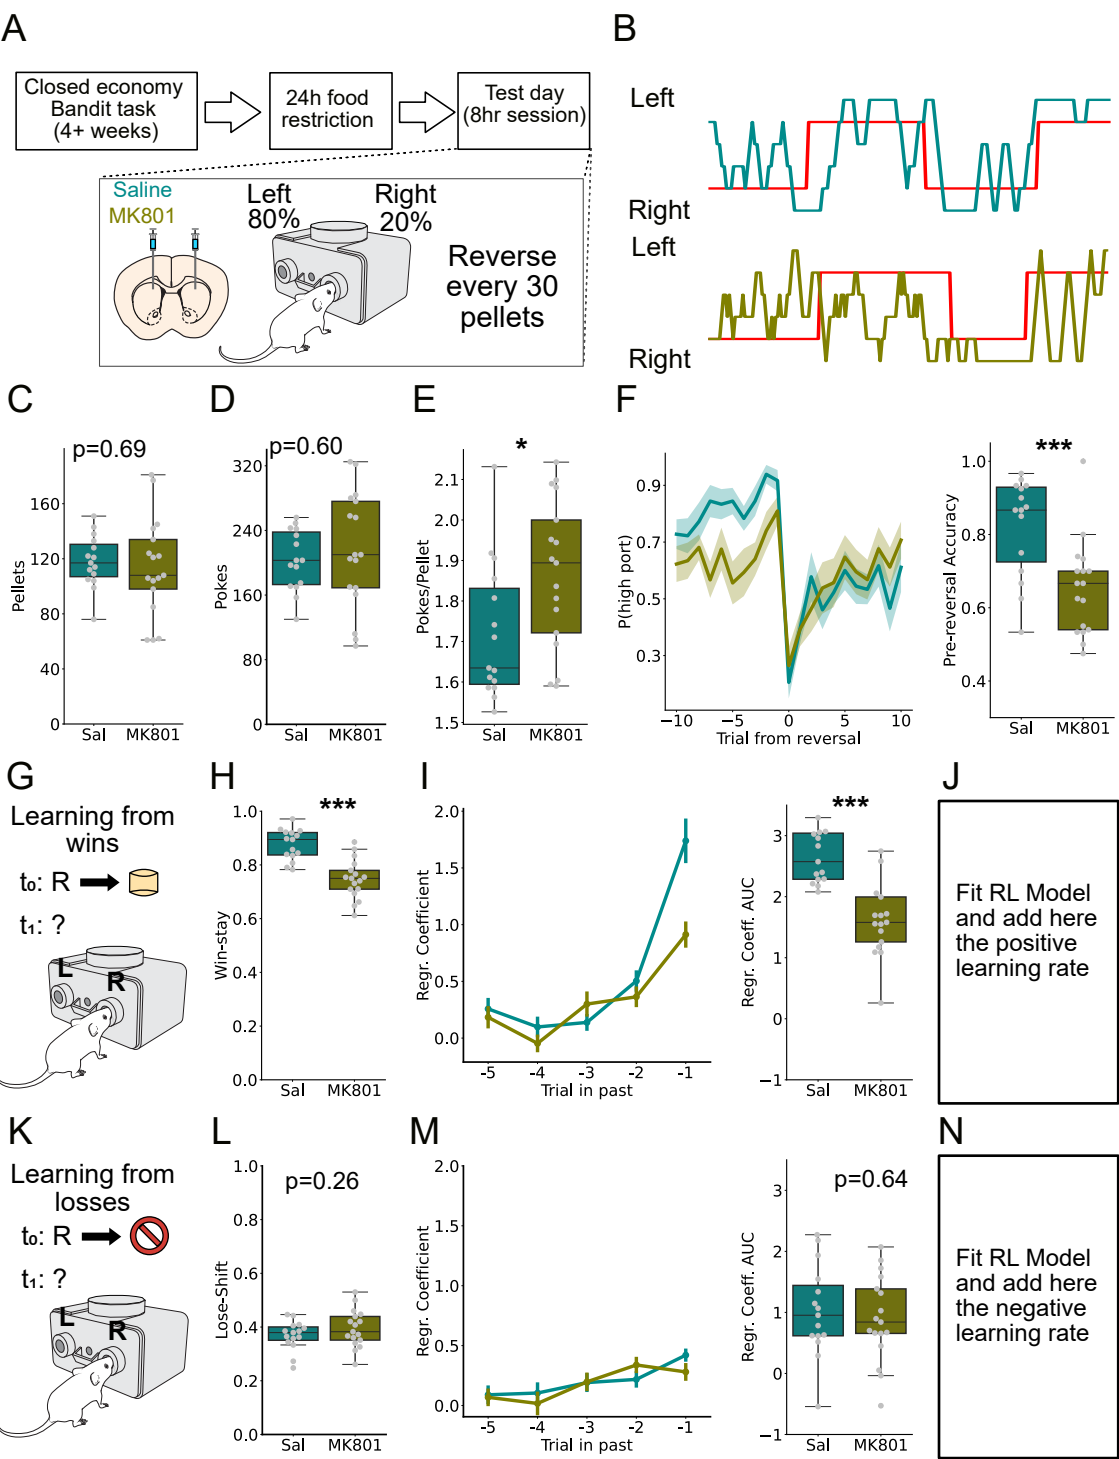 A
Closed economy
Bandit task
(4+ weeks)
24h food
restriction
Test day
(8hr session)
Saline
MK801
Left
80%
Right
20%
Reverse
every 30
pellets
B
Left
Right
Left
Right
C
p=0.69
Pellets
160
120
80
40
0
Sal
MK801
D
p=0.60
Pokes
320
240
160
80
0
Sal
MK801
E
*
Pokes/Pellet
2.1
2.0
1.9
1.8
1.7
1.6
1.5
Sal
MK801
F
P(high port)
0.9
0.7
0.5
0.3
−10
−5
0
5
10
Trial from reversal
***
Pre-reversal Accuracy
1.0
0.8
0.6
0.4
Sal
MK801
G
Learning from
wins
t₀: R
t₁: ?
L
R
H
***
Win-stay
1.0
0.8
0.6
0.4
0.2
0.0
Sal
MK801
I
Regr. Coefficient
2.0
1.5
1.0
0.5
0.0
-5
-4
-3
-2
-1
Trial in past
***
Regr. Coeff. AUC
3
2
1
0
−1
Sal
MK801
J
Fit RL Model
and add here
the positive
learning rate
K
Learning from
losses
t₀: R
t₁: ?
L
R
L
p=0.26
Lose-Shift
1.0
0.8
0.6
0.4
0.2
0.0
Sal
MK801
M
Regr. Coefficient
2.0
1.5
1.0
0.5
0.0
-5
-4
-3
-2
-1
Trial in past
p=0.64
Regr. Coeff. AUC
3
2
1
0
−1
Sal
MK801
N
Fit RL Model
and add here
the negative
learning rate